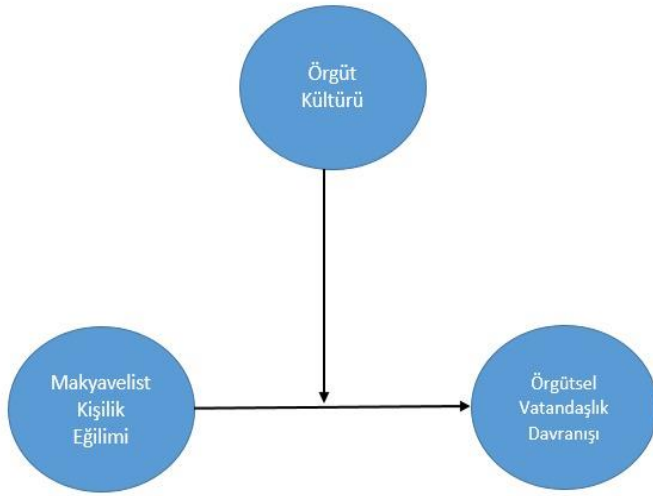 Örgüt
Kültürü
Makyavelist
Kişilik
Eğilimi
Örgütsel
Vatandaşlık
Davranışı